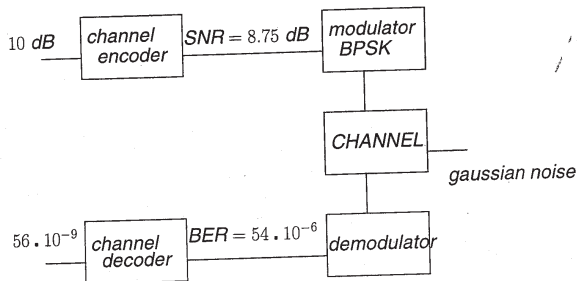 10 dB
channel
encoder
SNR = 8.75 dB
modulator
BPSK
CHANNEL
gaussian noise
56.10⁻⁹
channel
decoder
BER = 54.10⁻⁶
demodulator